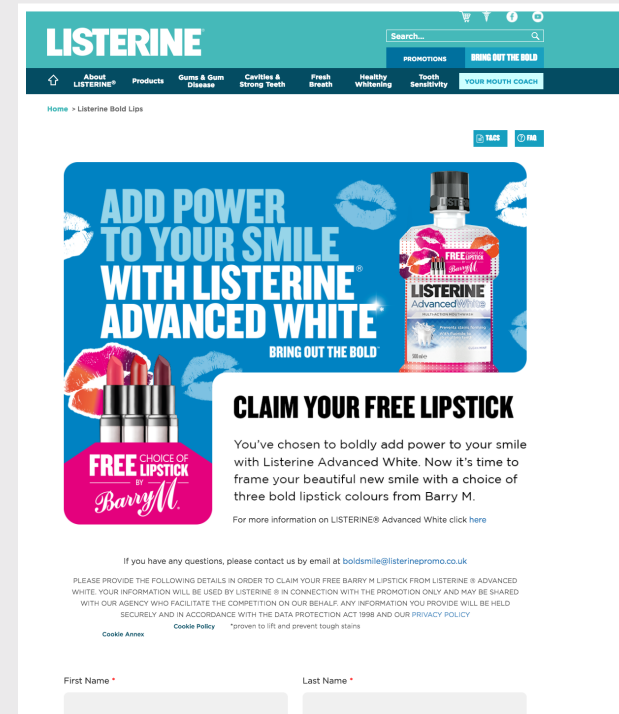 LISTERINE®
Search...
PROMOTIONS
BRING OUT THE BOLD
About LISTERINE®
Products
Gums & Gum Disease
Cavities & Strong Teeth
Fresh Breath
Healthy Whitening
Tooth Sensitivity
YOUR MOUTH COACH
Home > Listerine Bold Lips
T&CS
FAQ
ADD POWER
TO YOUR SMILE
WITH LISTERINE®
ADVANCED WHITE*
BRING OUT THE BOLD™
FREE CHOICE OF LIPSTICK
Barry M.
LISTERINE
AdvancedWhite
MULTI-ACTION MOUTHWASH
500ml e
FREE CHOICE OF LIPSTICK
BY
Barry M.
CLAIM YOUR FREE LIPSTICK
You've chosen to boldly add power to your smile
with Listerine Advanced White. Now it's time to
frame your beautiful new smile with a choice of
three bold lipstick colours from Barry M.
For more information on LISTERINE® Advanced White click here
If you have any questions, please contact us by email at boldsmile@listerinepromo.co.uk
PLEASE PROVIDE THE FOLLOWING DETAILS IN ORDER TO CLAIM YOUR FREE BARRY M LIPSTICK FROM LISTERINE ® ADVANCED
WHITE. YOUR INFORMATION WILL BE USED BY LISTERINE ® IN CONNECTION WITH THE PROMOTION ONLY AND MAY BE SHARED
WITH OUR AGENCY WHO FACILITATE THE COMPETITION ON OUR BEHALF. ANY INFORMATION YOU PROVIDE WILL BE HELD
SECURELY AND IN ACCORDANCE WITH THE DATA PROTECTION ACT 1998 AND OUR PRIVACY POLICY
Cookie Policy *proven to lift and prevent tough stains
Cookie Annex
First Name *
Last Name *